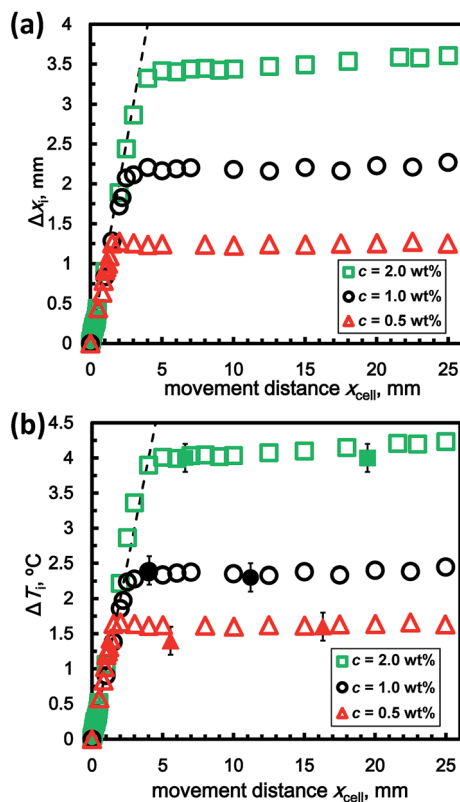 (a)
4
3.5
3
2.5
2
1.5
1
0.5
0
Δxᵢ, mm
c = 2.0 wt%
c = 1.0 wt%
c = 0.5 wt%
0 5 10 15 20 25
movement distance x_cell, mm
(b)
4.5
4
3.5
3
2.5
2
1.5
1
0.5
0
ΔTᵢ, ºC
c = 2.0 wt%
c = 1.0 wt%
c = 0.5 wt%
0 5 10 15 20 25
movement distance x_cell, mm